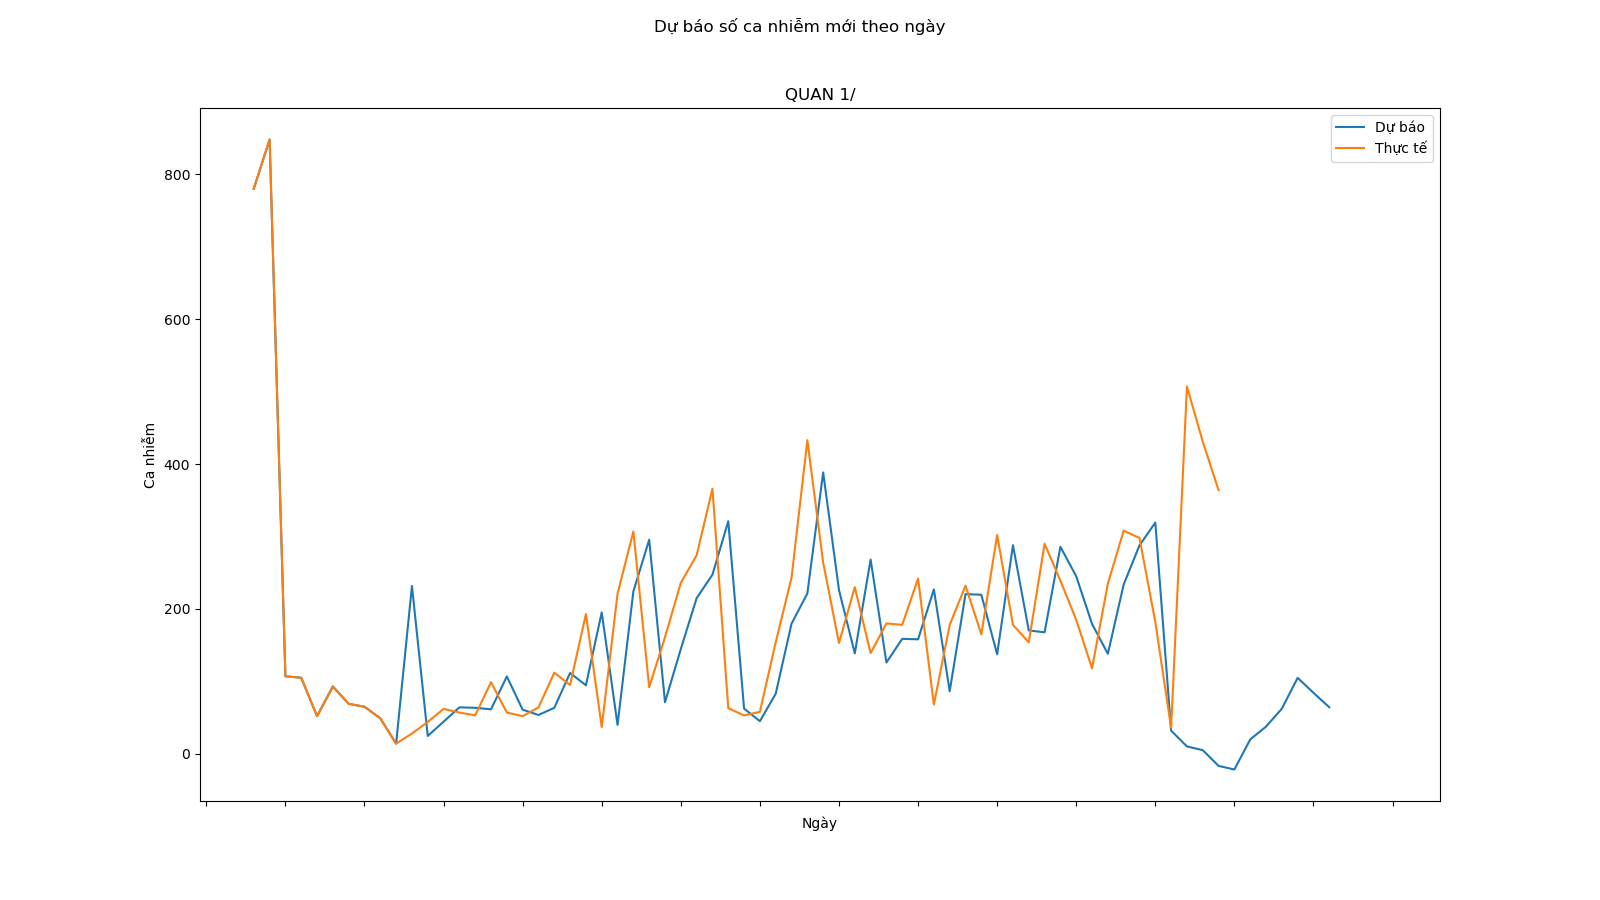 Dự báo số ca nhiễm mới theo ngày
QUAN 1/
Dự báo
Thực tế
800
600
400
200
0
Ca nhiễm
Ngày